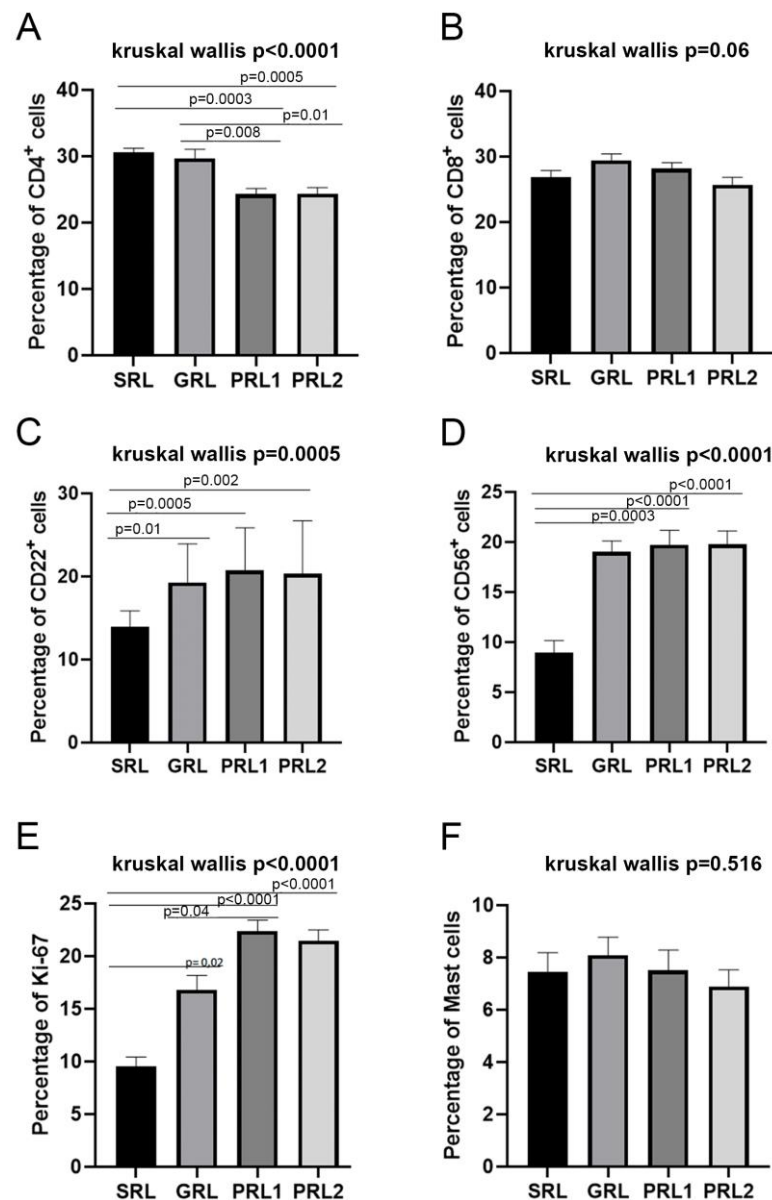 A
kruskal wallis p<0.0001
p=0.0005
p=0.0003
p=0.01
p=0.008
Percentage of CD4⁺ cells
40
30
20
10
0
SRL GRL PRL1 PRL2
B
kruskal wallis p=0.06
Percentage of CD8⁺ cells
40
30
20
10
0
SRL GRL PRL1 PRL2
C
kruskal wallis p=0.0005
p=0.002
p=0.0005
p=0.01
Percentage of CD22⁺ cells
30
20
10
0
SRL GRL PRL1 PRL2
D
kruskal wallis p<0.0001
p<0.0001
p<0.0001
p=0.0003
Percentage of CD56⁺ cells
25
20
15
10
5
0
SRL GRL PRL1 PRL2
E
kruskal wallis p<0.0001
p<0.0001
p<0.0001
p=0.04
p=0,02
Percentage of Ki-67
25
20
15
10
5
0
SRL GRL PRL1 PRL2
F
kruskal wallis p=0.516
Percentage of Mast cells
10
8
6
4
2
0
SRL GRL PRL1 PRL2